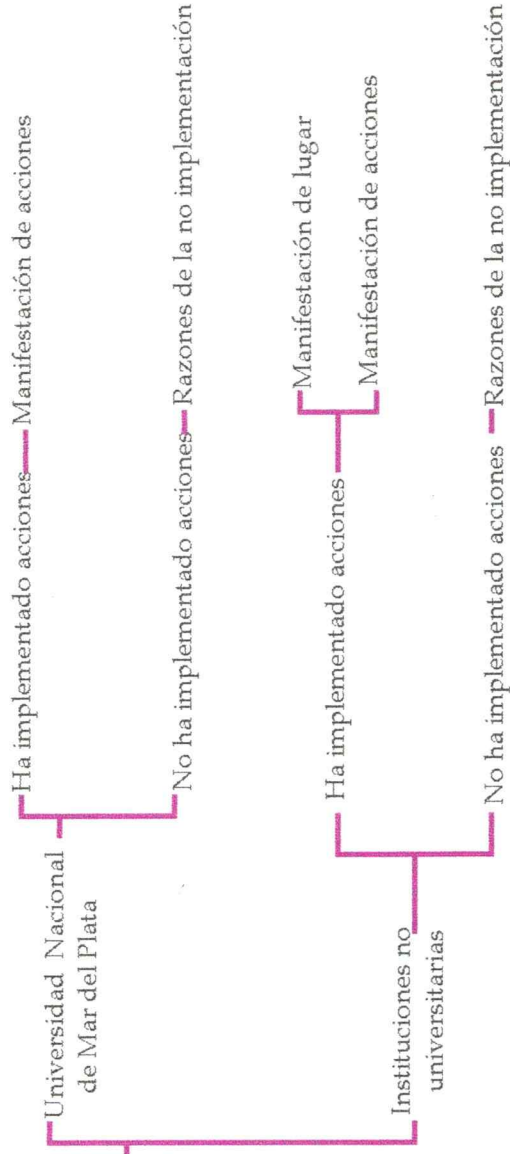 Universidad Nacional
de Mar del Plata
Ha implementado acciones
Manifestación de acciones
No ha implementado acciones
Razones de la no implementación
Instituciones no
universitarias
Ha implementado acciones
Manifestación de lugar
Manifestación de acciones
No ha implementado acciones
Razones de la no implementación